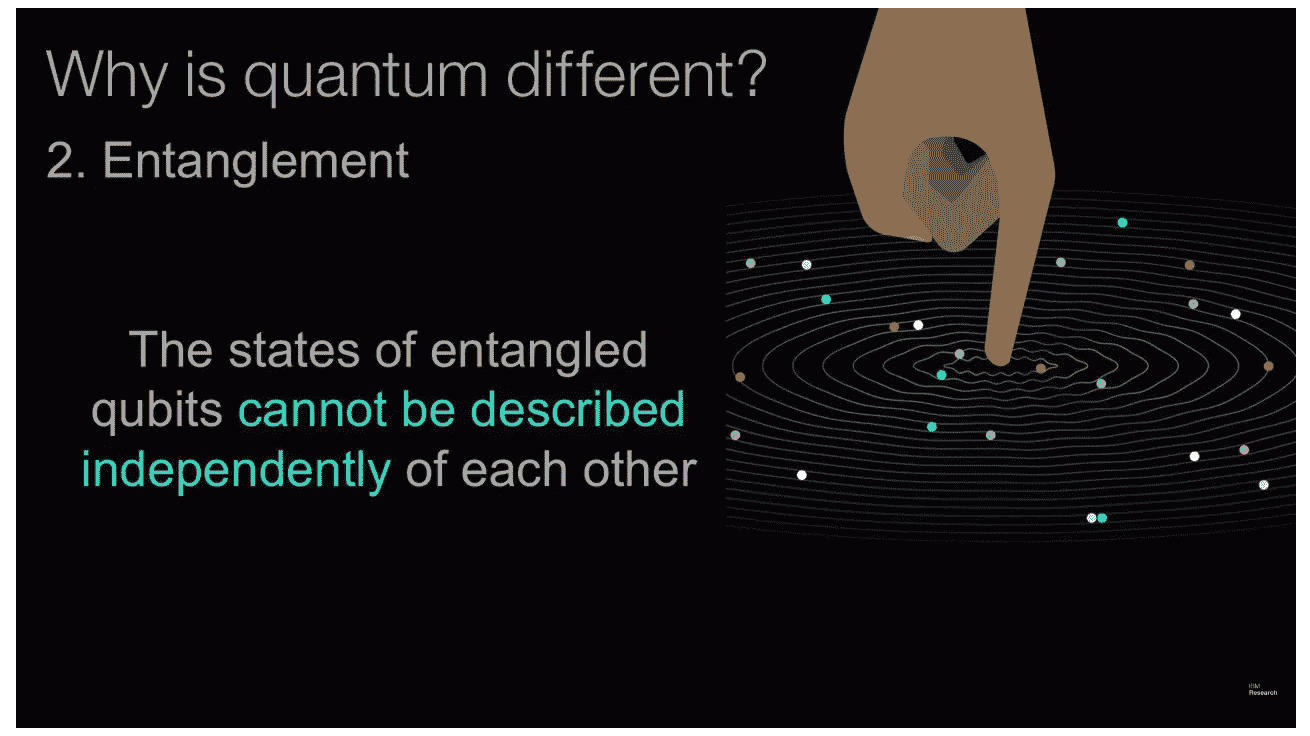 Why is quantum different?
2. Entanglement
The states of entangled
qubits cannot be described
independently of each other
IBM
Research